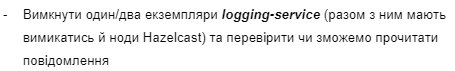 - Вимкнути один/два екземпляри logging-service (разом з ним мають
вимикатись й ноди Hazelcast) та перевірити чи зможемо прочитати
повідомлення